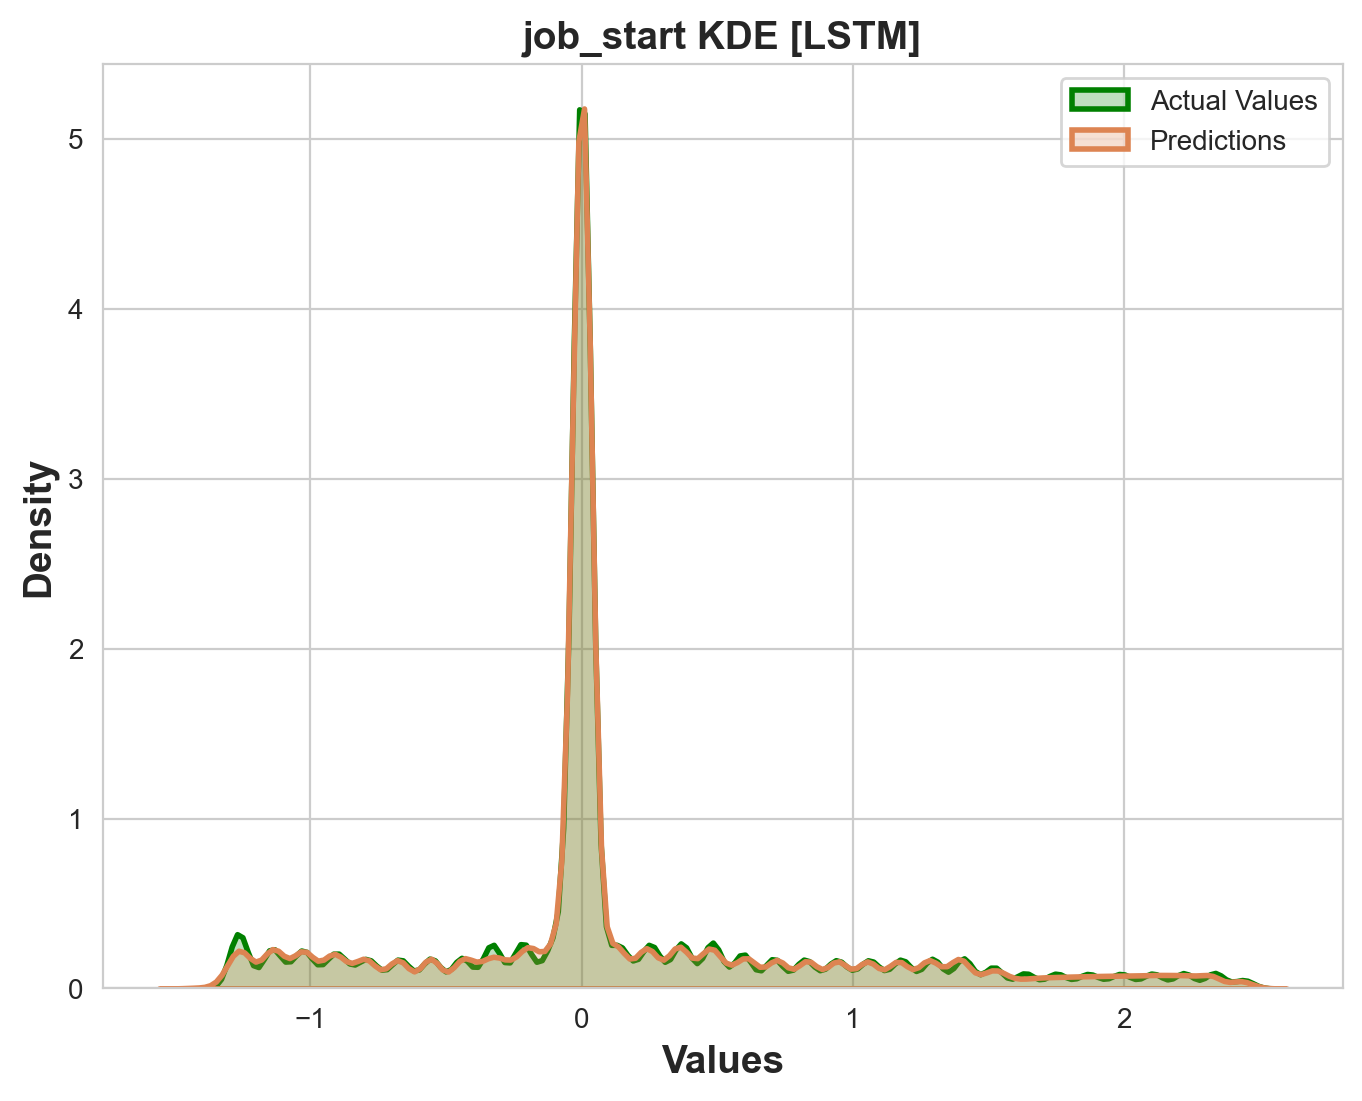 job_start KDE [LSTM]
Actual Values
Predictions
Density
5
4
3
2
1
0
−1
0
1
2
Values